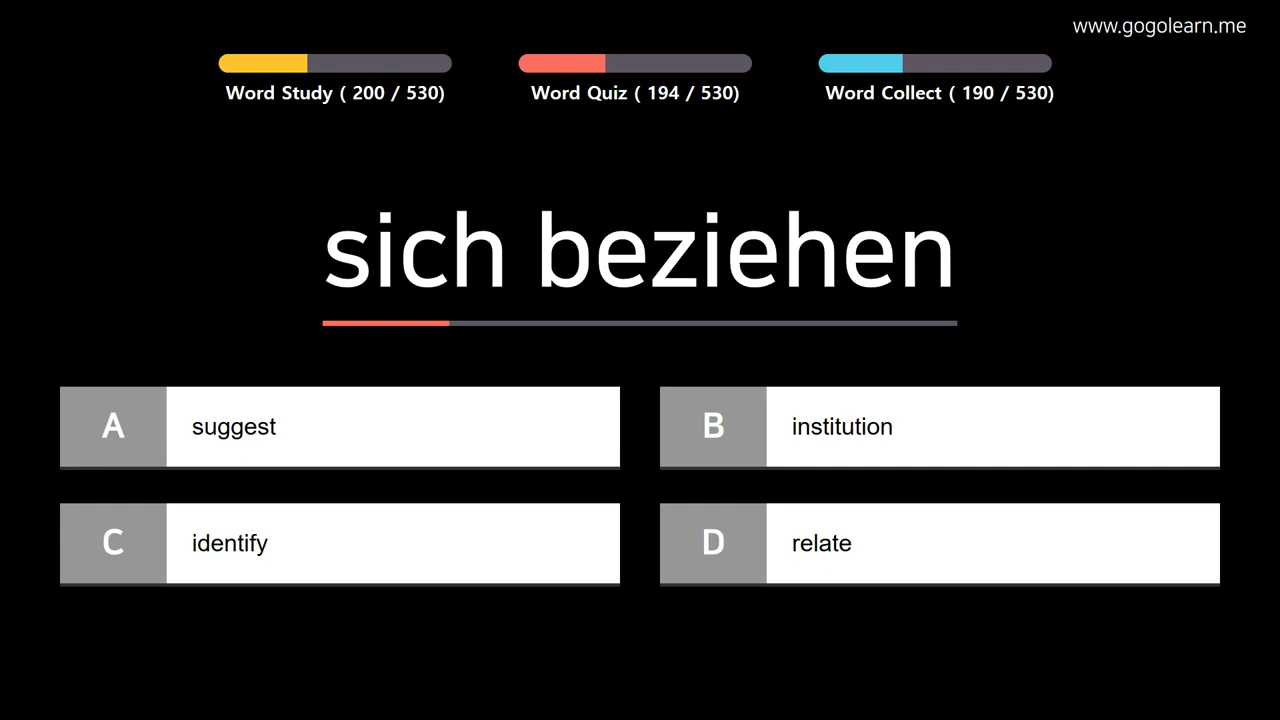 www.gogolearn.me
Word Study ( 200 / 530)
Word Quiz ( 194 / 530)
Word Collect ( 190 / 530)
sich beziehen
A suggest
B institution
C identify
D relate